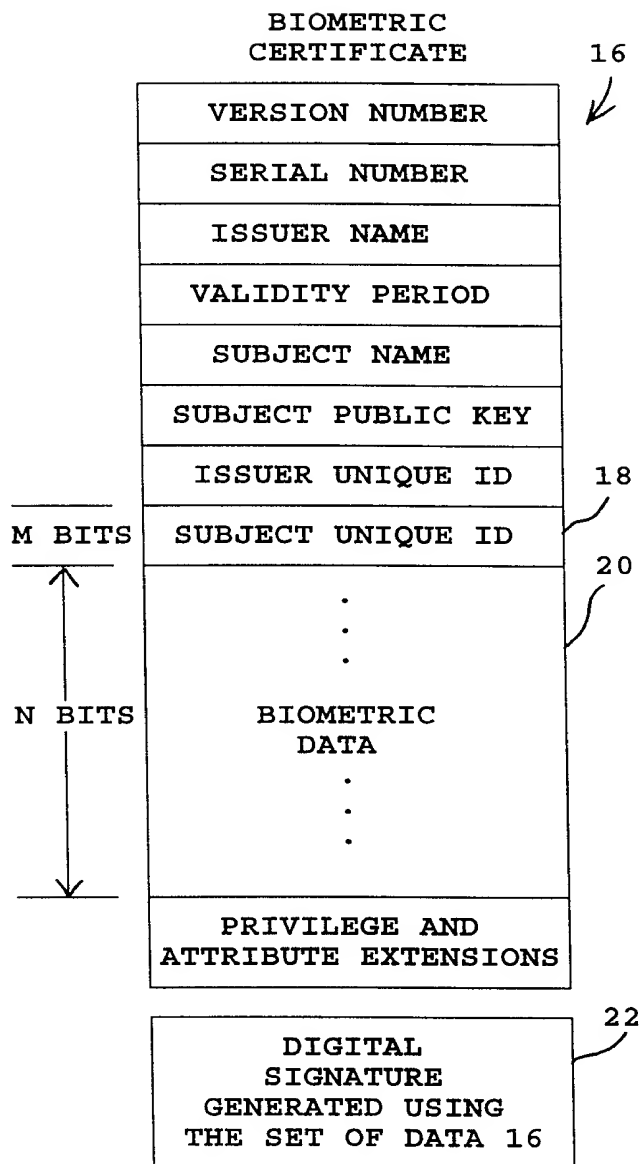 BIOMETRIC
CERTIFICATE
16
VERSION NUMBER
SERIAL NUMBER
ISSUER NAME
VALIDITY PERIOD
SUBJECT NAME
SUBJECT PUBLIC KEY
ISSUER UNIQUE ID
18
M BITS
SUBJECT UNIQUE ID
20
N BITS
BIOMETRIC
DATA
PRIVILEGE AND
ATTRIBUTE EXTENSIONS
22
DIGITAL
SIGNATURE
GENERATED USING
THE SET OF DATA 16